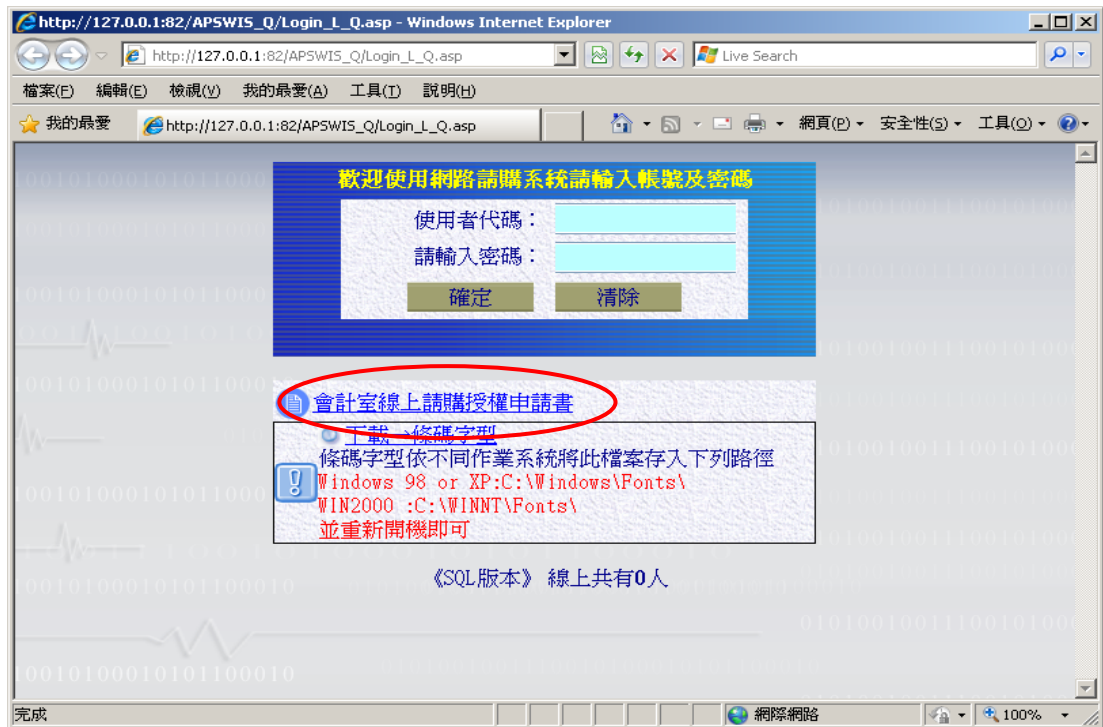 http://127.0.0.1:82/APSWIS_Q/Login_L_Q.asp - Windows Internet Explorer
http://127.0.0.1:82/APSWIS_Q/Login_L_Q.asp
Live Search
檔案(F) 編輯(E) 檢視(V) 我的最愛(A) 工具(T) 說明(H)
我的最愛 http://127.0.0.1:82/APSWIS_Q/Login_L_Q.asp 網頁(P) 安全性(S) 工具(O)
歡迎使用網路請購系統請輸入帳號及密碼
使用者代碼：
請輸入密碼：
確定 清除
會計室線上請購授權申請書
下載→條碼字型
條碼字型依不同作業系統將此檔案存入下列路徑
Windows 98 or XP:C:\Windows\Fonts\
WIN2000 :C:\WINNT\Fonts\
並重新開機即可
《SQL版本》 線上共有0人
完成 網際網路 100%